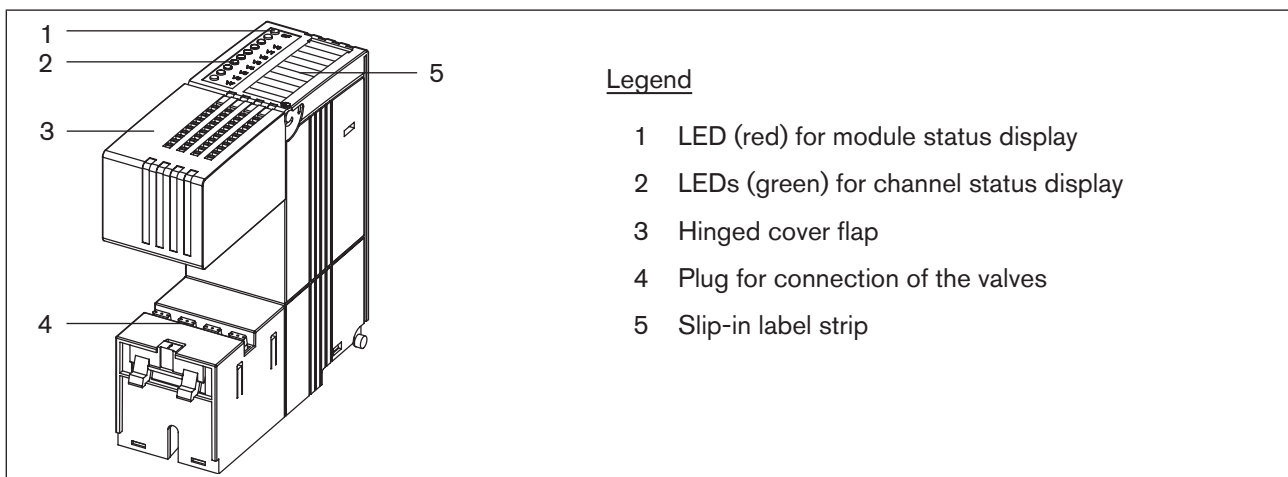 1
2
3
4
5
Legend
1 LED (red) for module status display
2 LEDs (green) for channel status display
3 Hinged cover flap
4 Plug for connection of the valves
5 Slip-in label strip